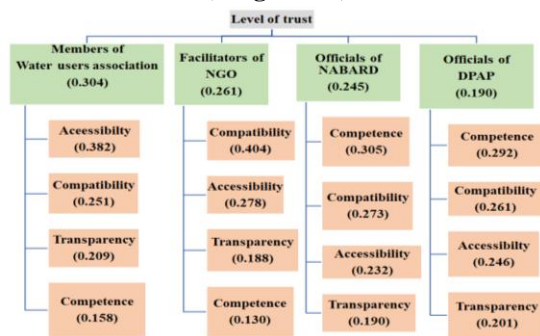 Level of trust
Members of
Water users association
(0.304)
Facilitators of
NGO
(0.261)
Officials of
NABARD
(0.245)
Officials of
DPAP
(0.190)
Acessibilty
(0.382)
Compatibility
(0.251)
Transparency
(0.209)
Competence
(0.158)
Compatibility
(0.404)
Accessibility
(0.278)
Transparency
(0.188)
Competence
(0.130)
Competence
(0.305)
Compatibility
(0.273)
Accessibility
(0.232)
Transparency
(0.190)
Competence
(0.292)
Compatibility
(0.261)
Accessibilty
(0.246)
Transparency
(0.201)